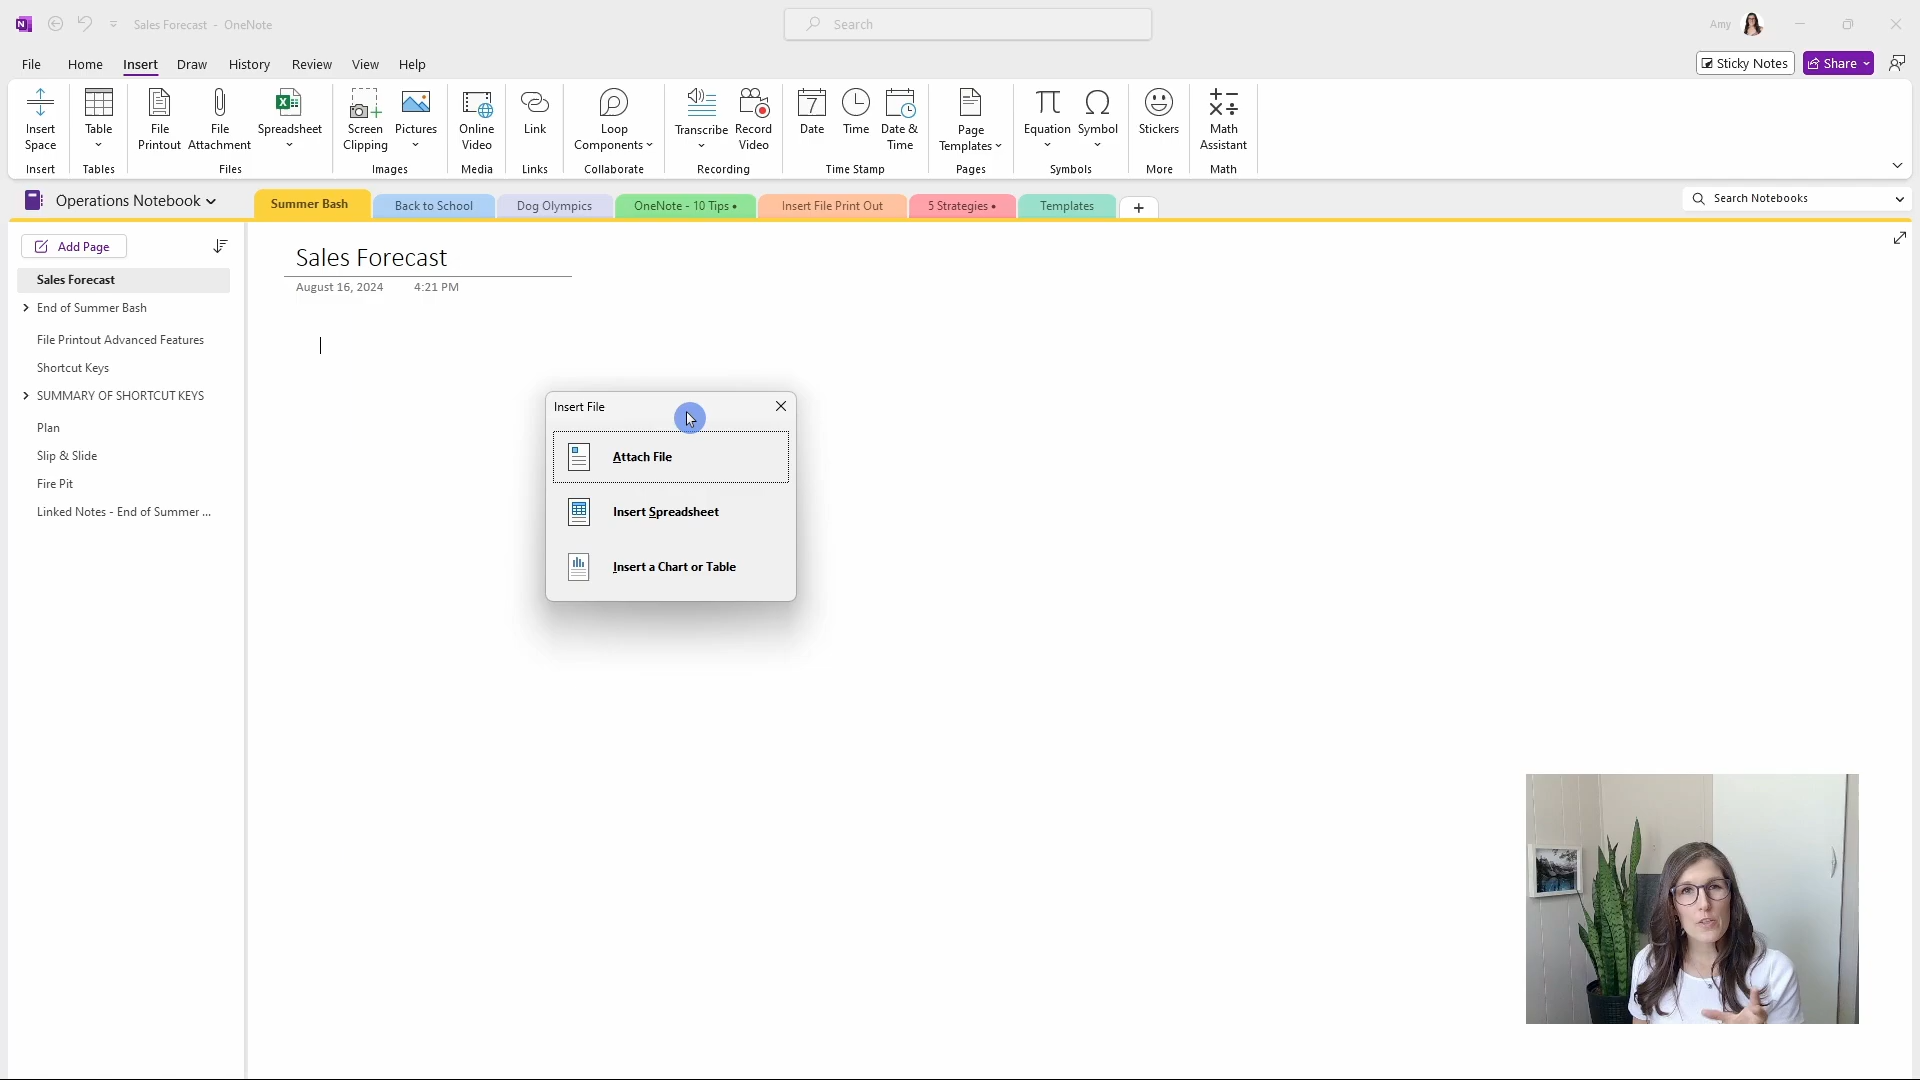 Sales Forecast - OneNote
Search
Amy
File Home Insert Draw History Review View Help
Sticky Notes
Share
Insert Space
Table
File Printout
File Attachment
Spreadsheet
Screen Clipping
Pictures
Online Video
Link
Loop Components
Transcribe
Record Video
7
Date
Time
Date & Time
Page Templates
Equation
Symbol
Stickers
Math Assistant
Insert Tables Files Images Media Links Collaborate Recording Time Stamp Pages Symbols More Math
Operations Notebook
Summer Bash
Back to School
Dog Olympics
OneNote - 10 Tips •
Insert File Print Out
5 Strategies •
Templates
+
Search Notebooks
Add Page
Sales Forecast
End of Summer Bash
File Printout Advanced Features
Shortcut Keys
SUMMARY OF SHORTCUT KEYS
Plan
Slip & Slide
Fire Pit
Linked Notes - End of Summer ...
Sales Forecast
August 16, 2024 4:21 PM
Insert File
Attach File
Insert Spreadsheet
Insert a Chart or Table